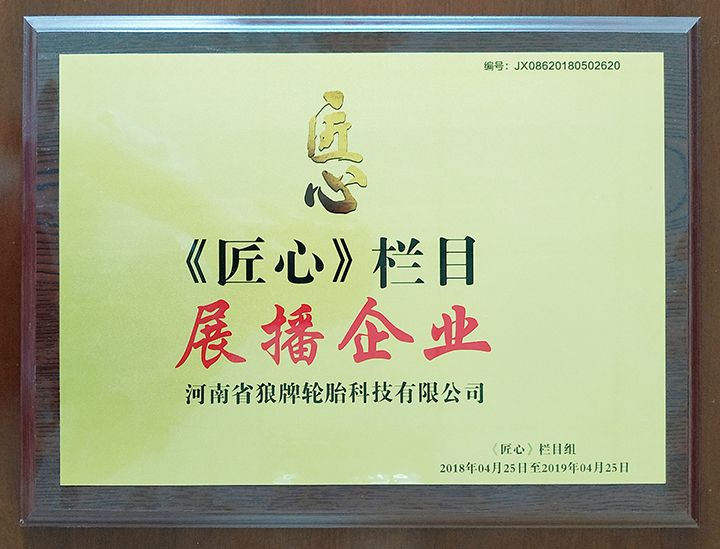 编号：JX08620180502620
匠
心
《匠心》栏目
展播企业
河南省狼牌轮胎科技有限公司
《匠心》栏目组
2018年04月25日至2019年04月25日